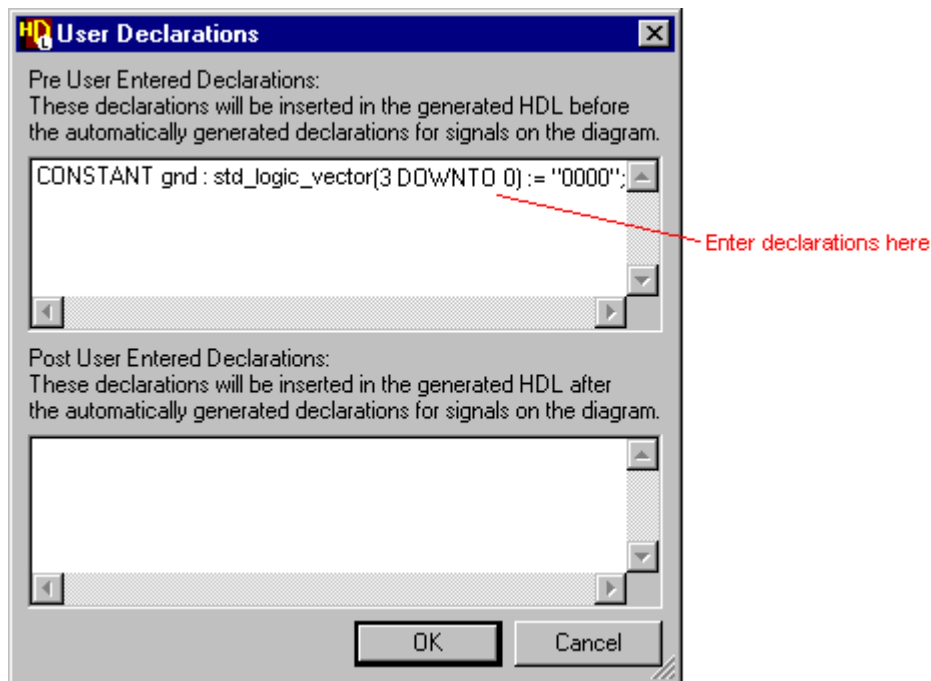 User Declarations
Pre User Entered Declarations:
These declarations will be inserted in the generated HDL before
the automatically generated declarations for signals on the diagram.
CONSTANT gnd : std_logic_vector(3 DOWNTO 0) := "0000";
Enter declarations here
Post User Entered Declarations:
These declarations will be inserted in the generated HDL after
the automatically generated declarations for signals on the diagram.
OK
Cancel